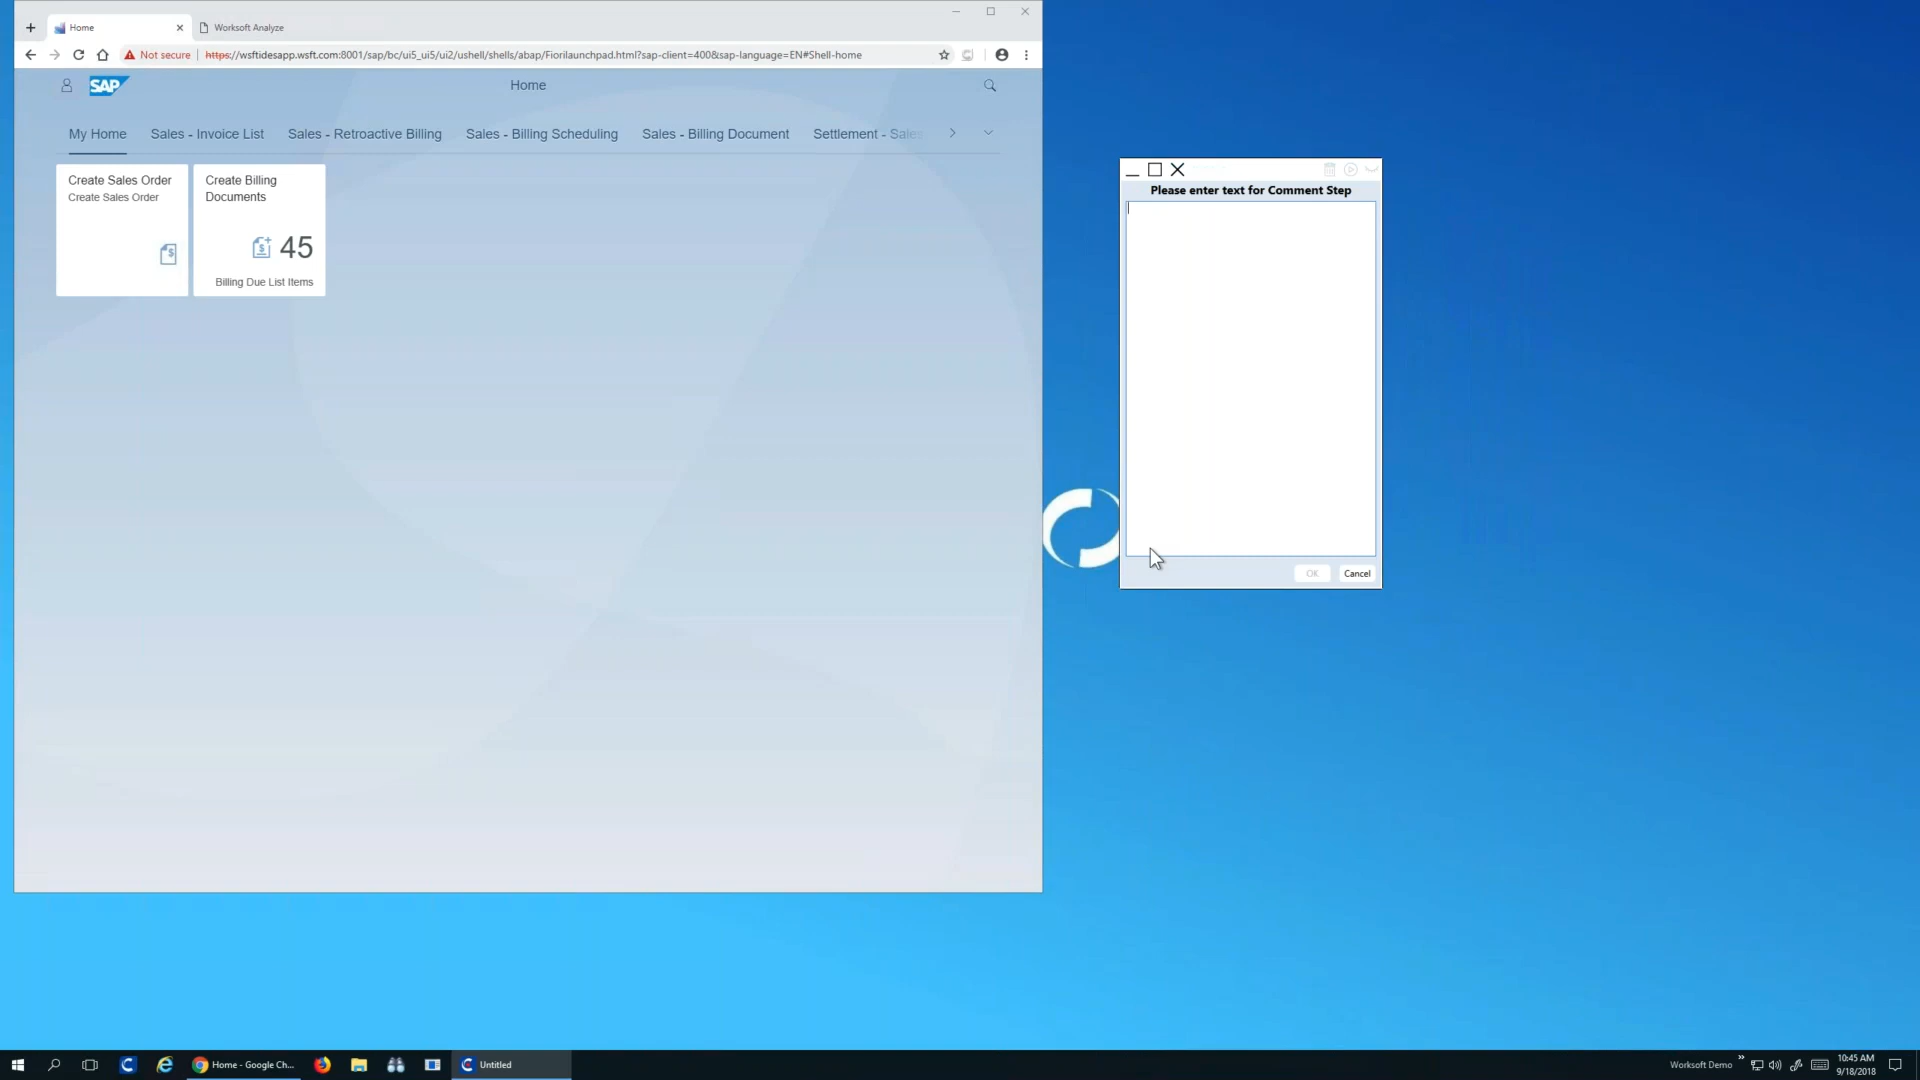 Home
Worksoft Analyze
Not secure
https://wsftidesapp.wsft.com:8001/sap/bc/ui5_ui5/ui2/ushell/shells/abap/Fiorilaunchpad.html?sap-client=400&sap-language=EN#Shell-home
SAP
Home
My Home
Sales - Invoice List
Sales - Retroactive Billing
Sales - Billing Scheduling
Sales - Billing Document
Settlement - Sales
Create Sales Order
Create Sales Order
Create Billing
Documents
45
Billing Due List Items
Please enter text for Comment Step
OK
Cancel
Home - Google Ch...
Untitled
Worksoft Demo
10:45 AM
9/18/2018